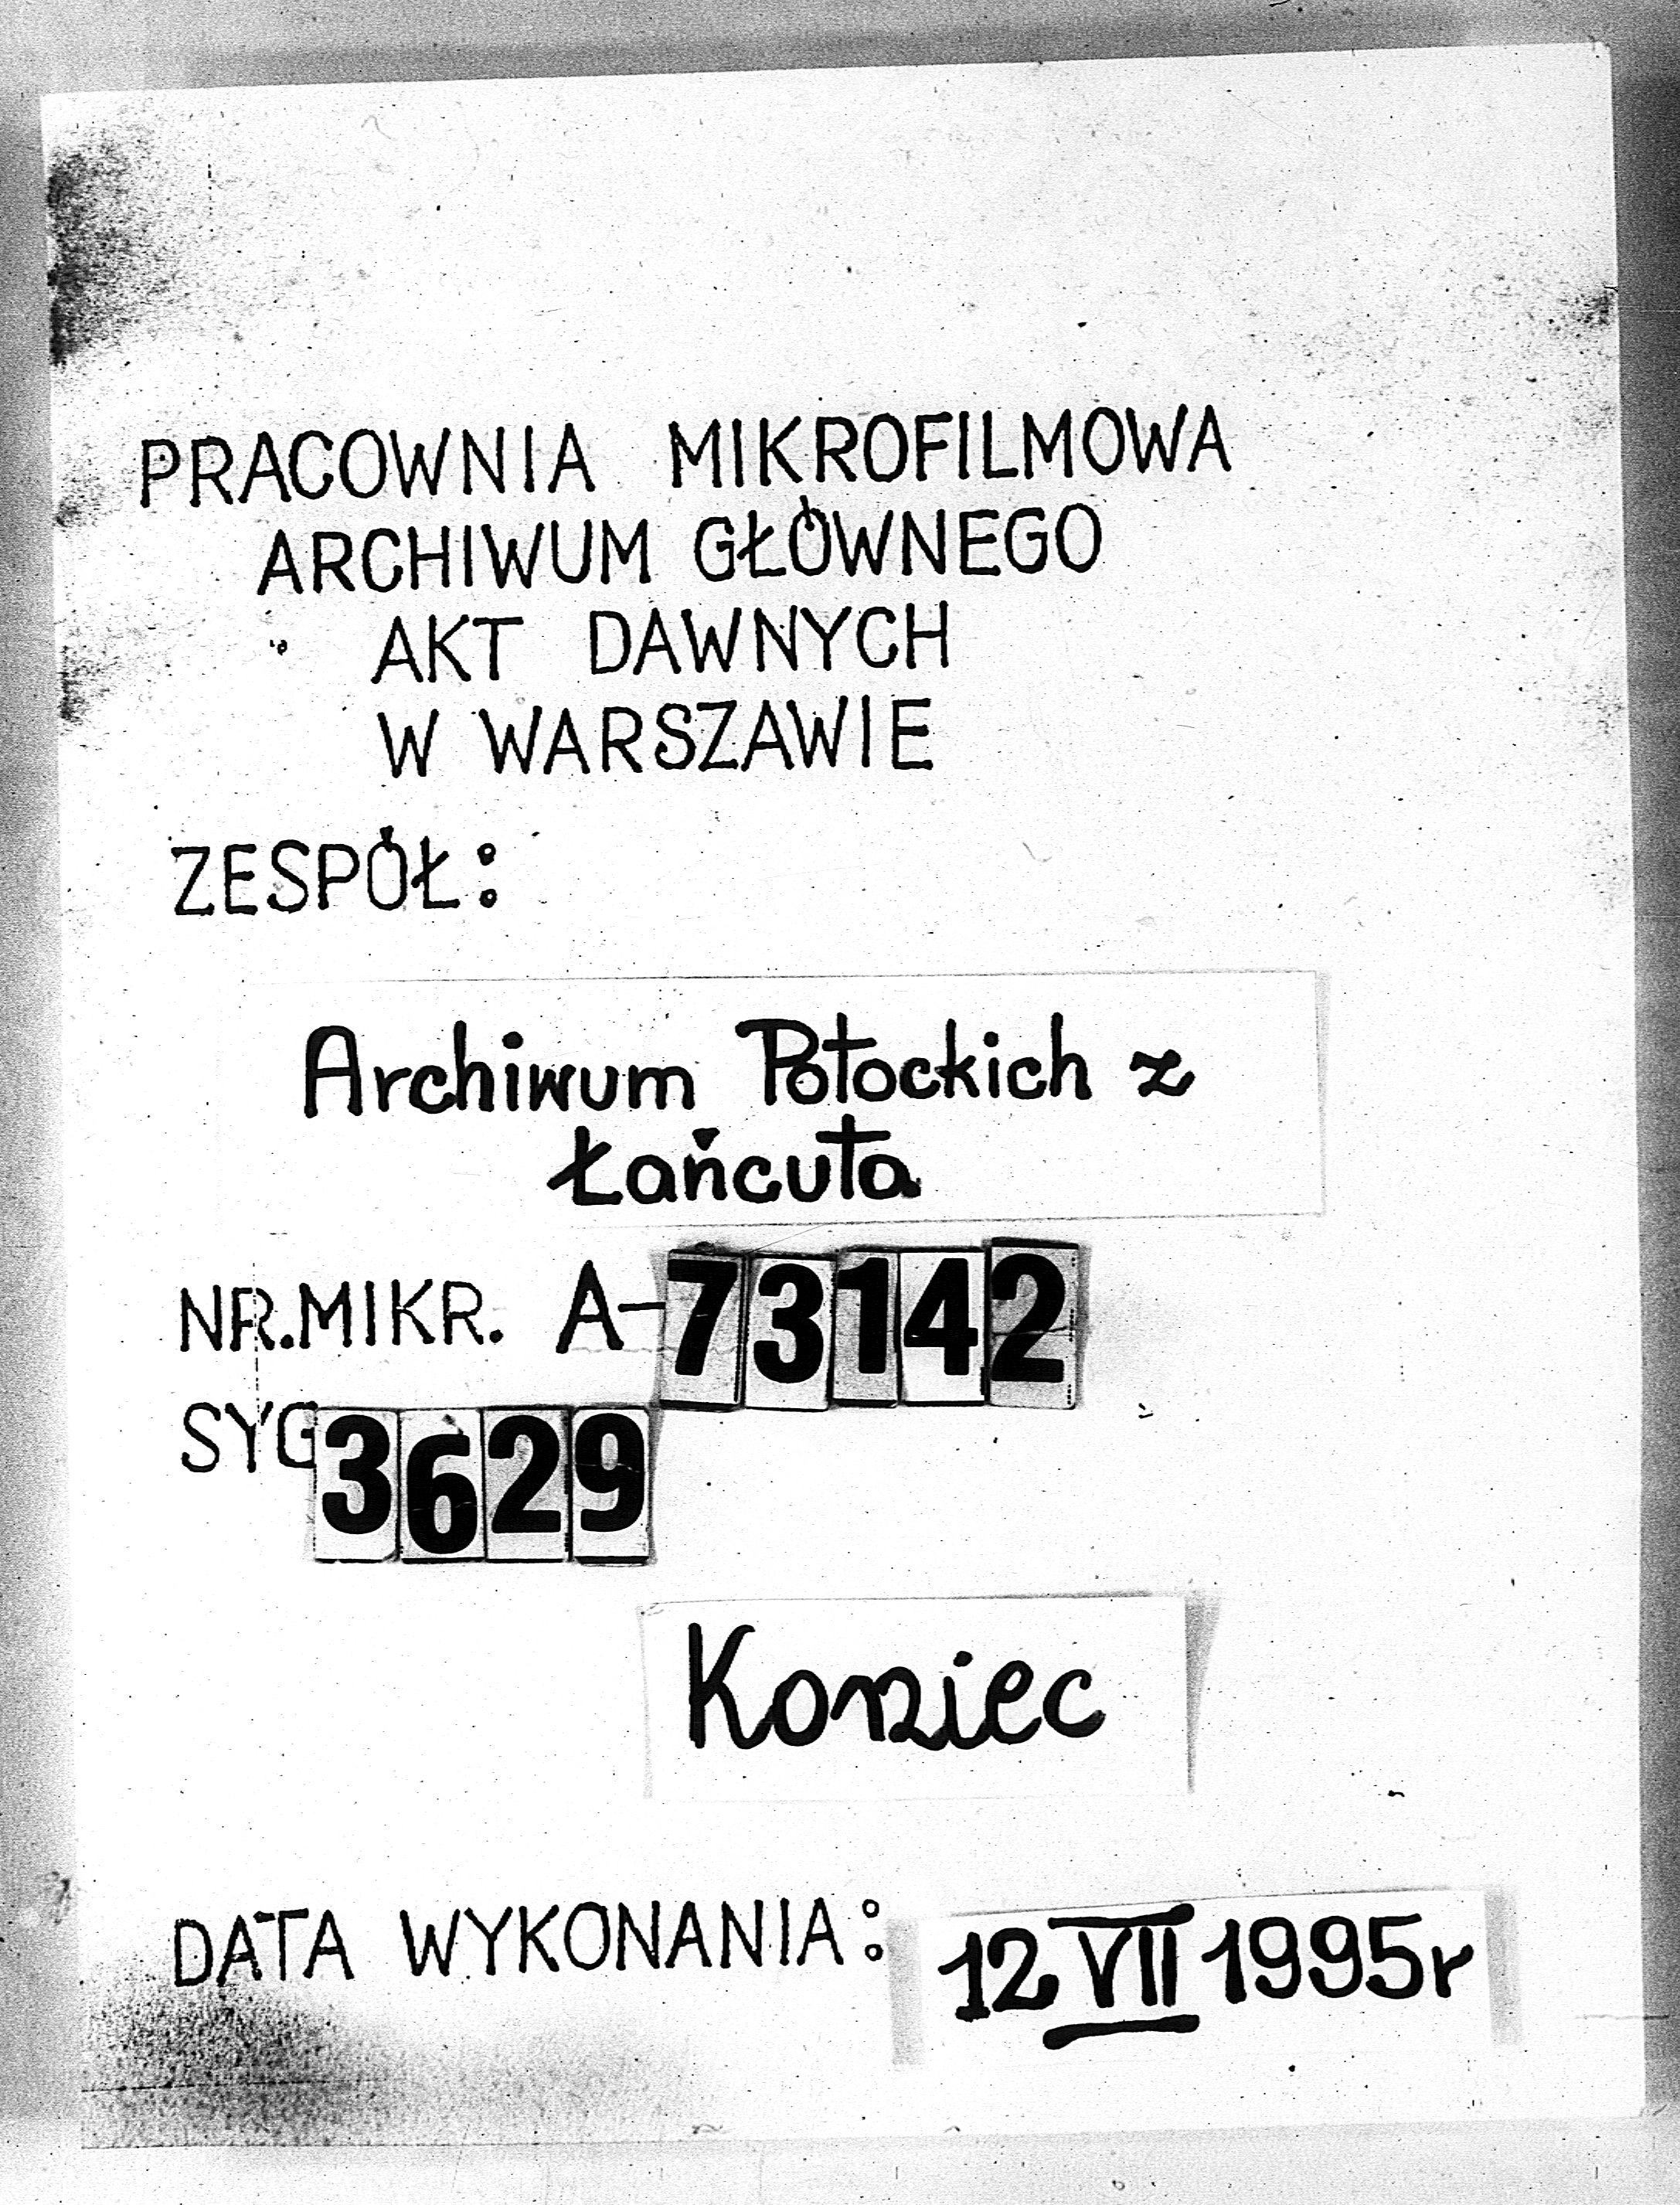 PRACOWNIA MIKROFILMOWA
ARCHIWUM GŁÓWNEGO
AKT DAWNYCH
W WARSZAWIE
ZESPÓŁ:
Archiwum Potockich z
Łańcuta
NR.MIKR. A-73142
SYG 3629
Koniec
DATA WYKONANIA: 12 VII 1995r